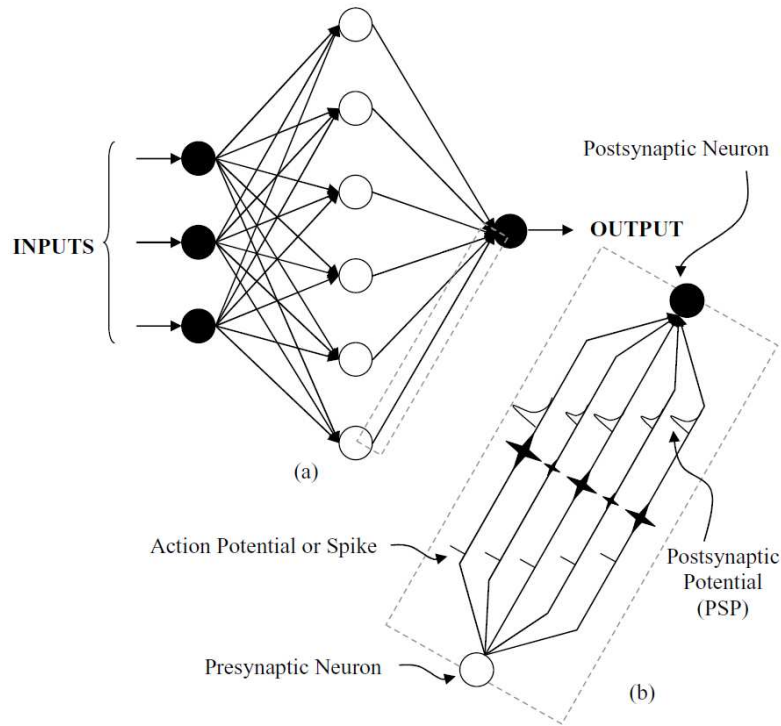 Postsynaptic Neuron
INPUTS
OUTPUT
(a)
Action Potential or Spike
Postsynaptic
Potential
(PSP)
Presynaptic Neuron
(b)